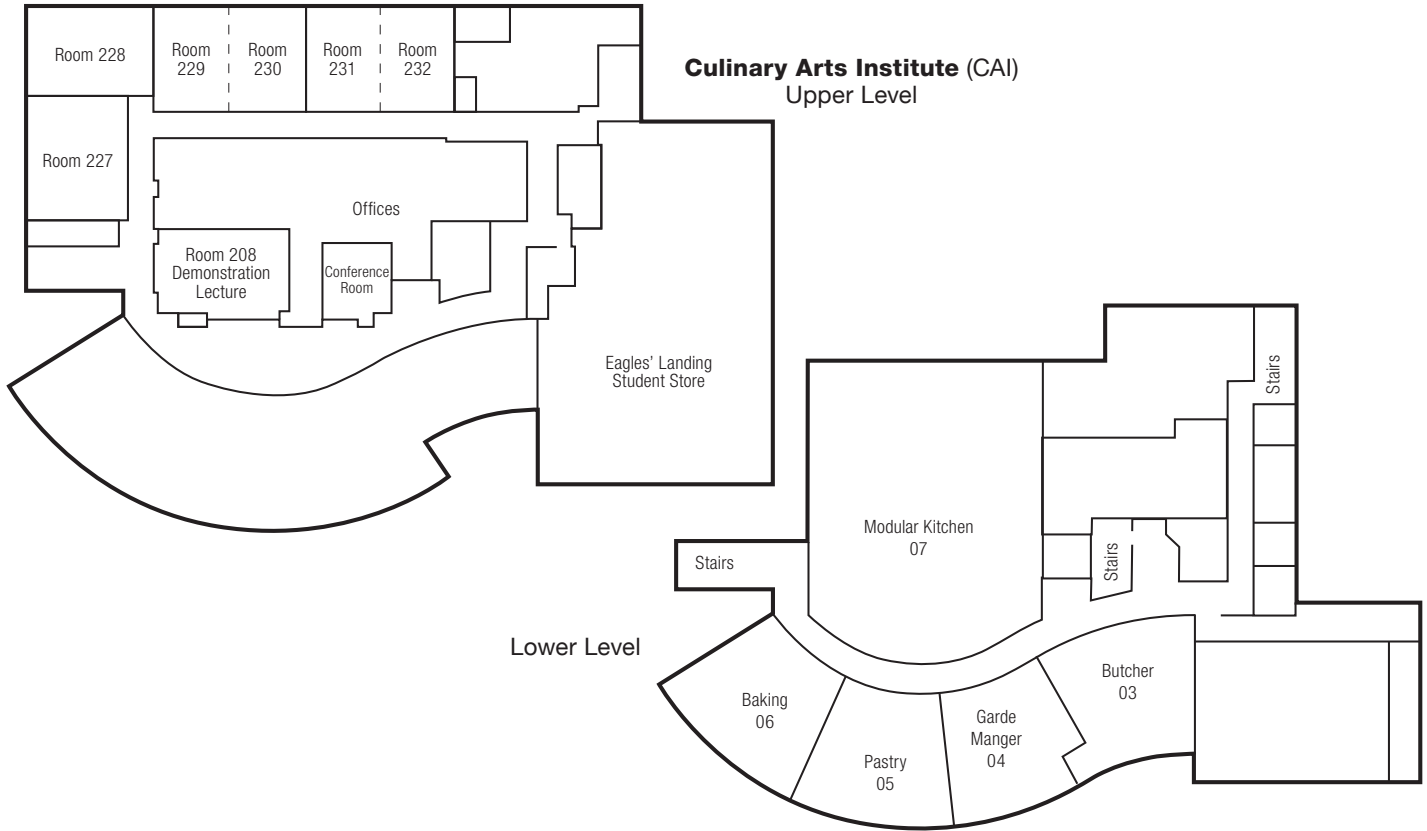 Room 228
Room
229
Room
230
Room
231
Room
232
Culinary Arts Institute (CAI)
Upper Level
Room 227
Offices
Room 208
Demonstration
Lecture
Conference
Room
Eagles’ Landing
Student Store
Stairs
Modular Kitchen
07
Stairs
Stairs
Lower Level
Baking
06
Pastry
05
Garde
Manger
04
Butcher
03